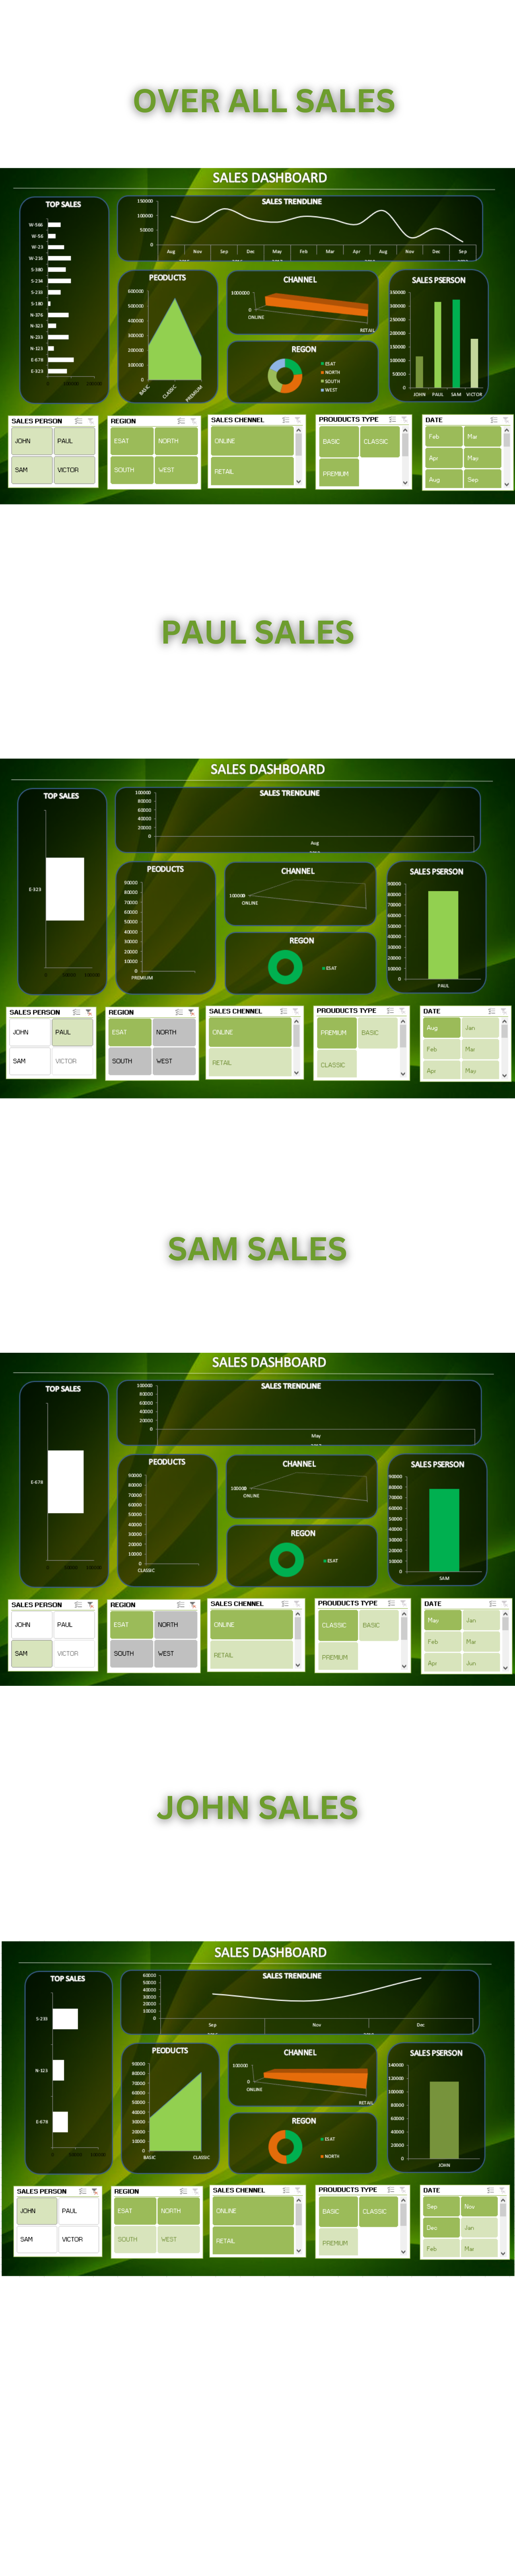 OVER ALL SALES
SALES DASHBOARD
TOP SALES
W-566
W-56
W-23
W-216
S-380
S-234
S-233
S-180
N-376
N-323
N-233
N-123
E-678
E-323
SALES TRENDLINE
150000
100000
50000
0
Aug Nov Sep Dec May Feb Mar Apr Aug Nov Dec Sep
PEODUCTS
600000
500000
400000
300000
200000
100000
0
BASIC CLASSIC PREMIUM
CHANNEL
1000000
0
ONLINE
RETAIL
REGON
ESAT
NORTH
SOUTH
WEST
SALES PSERSON
350000
300000
250000
200000
150000
100000
50000
0
JOHN PAUL SAM VICTOR
SALES PERSON
JOHN PAUL
SAM VICTOR
REGION
ESAT NORTH
SOUTH WEST
SALES CHENNEL
ONLINE
RETAIL
PROUDUCTS TYPE
BASIC CLASSIC
PREMIUM
DATE
Feb Mar
Apr May
Aug Sep
PAUL SALES
SALES DASHBOARD
TOP SALES
E-323
SALES TRENDLINE
100000
80000
60000
40000
20000
0
Aug
PEODUCTS
90000
80000
70000
60000
50000
40000
30000
20000
10000
0
PREMIUM
CHANNEL
100000
ONLINE
REGON
ESAT
SALES PSERSON
90000
80000
70000
60000
50000
40000
30000
20000
10000
0
PAUL
SALES PERSON
JOHN PAUL
SAM VICTOR
REGION
ESAT NORTH
SOUTH WEST
SALES CHENNEL
ONLINE
RETAIL
PROUDUCTS TYPE
PREMIUM BASIC
CLASSIC
DATE
Aug Jan
Feb Mar
Apr May
SAM SALES
SALES DASHBOARD
TOP SALES
E-678
SALES TRENDLINE
100000
80000
60000
40000
20000
0
May
PEODUCTS
90000
80000
70000
60000
50000
40000
30000
20000
10000
0
CLASSIC
CHANNEL
100000
ONLINE
REGON
ESAT
SALES PSERSON
90000
80000
70000
60000
50000
40000
30000
20000
10000
0
SAM
SALES PERSON
JOHN PAUL
SAM VICTOR
REGION
ESAT NORTH
SOUTH WEST
SALES CHENNEL
ONLINE
RETAIL
PROUDUCTS TYPE
CLASSIC BASIC
PREMIUM
DATE
May Jan
Feb Mar
Apr Jun
JOHN SALES
SALES DASHBOARD
TOP SALES
S-233
N-123
E-678
SALES TRENDLINE
60000
50000
40000
30000
20000
10000
0
Sep Nov Dec
PEODUCTS
90000
80000
70000
60000
50000
40000
30000
20000
10000
0
BASIC CLASSIC
CHANNEL
100000
0
ONLINE
RETAIL
REGON
ESAT
NORTH
SALES PSERSON
140000
120000
100000
80000
60000
40000
20000
0
JOHN
SALES PERSON
JOHN PAUL
SAM VICTOR
REGION
ESAT NORTH
SOUTH WEST
SALES CHENNEL
ONLINE
RETAIL
PROUDUCTS TYPE
BASIC CLASSIC
PREMIUM
DATE
Sep Nov
Dec Jan
Feb Mar